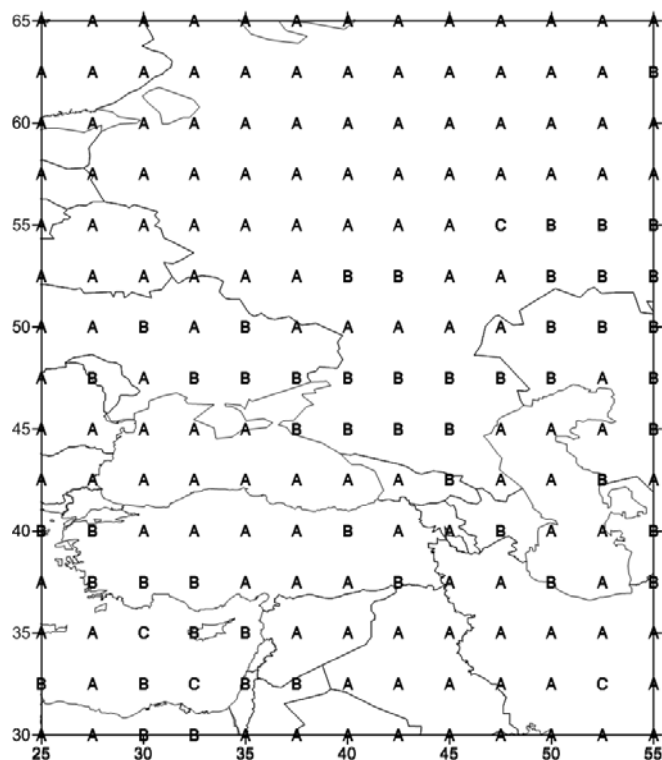 65 A A A A A A A A A A A A A
A A A A A A A A A A A A B
60 A A A A A A A A A A A A A
A A A A A A A A A A A A A
55 A A A A A A A A A C B B B
A A A A A A B B A A B B B
50 A A B A B A A A A A B B B
A B A B B B B B B B B A B
45 A A A A A B B B B A A A B
A A A A A A A A B A A B A
40 B B A A A A B A A B A A B
A B B B A A A B A A B A B
35 A A C B B A A A A A A A A
B A B C B B A A A A A C A
30 A A B B A A A A A A A A A
25 30 35 40 45 50 55